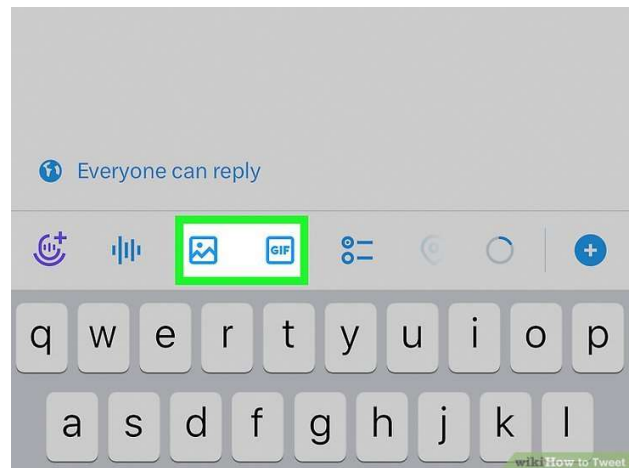 Everyone can reply
GIF
q w e r t y u i o p
a s d f g h j k l
wikiHow to Tweet